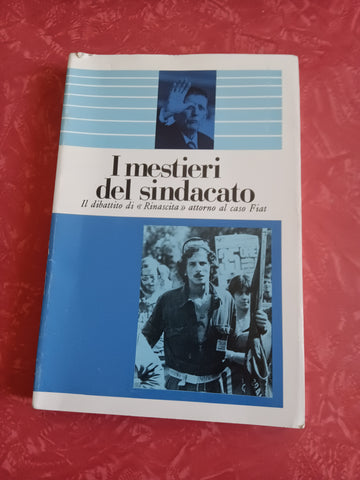 I mestieri
del sindacato
Il dibattito di « Rinascita » attorno al caso Fiat